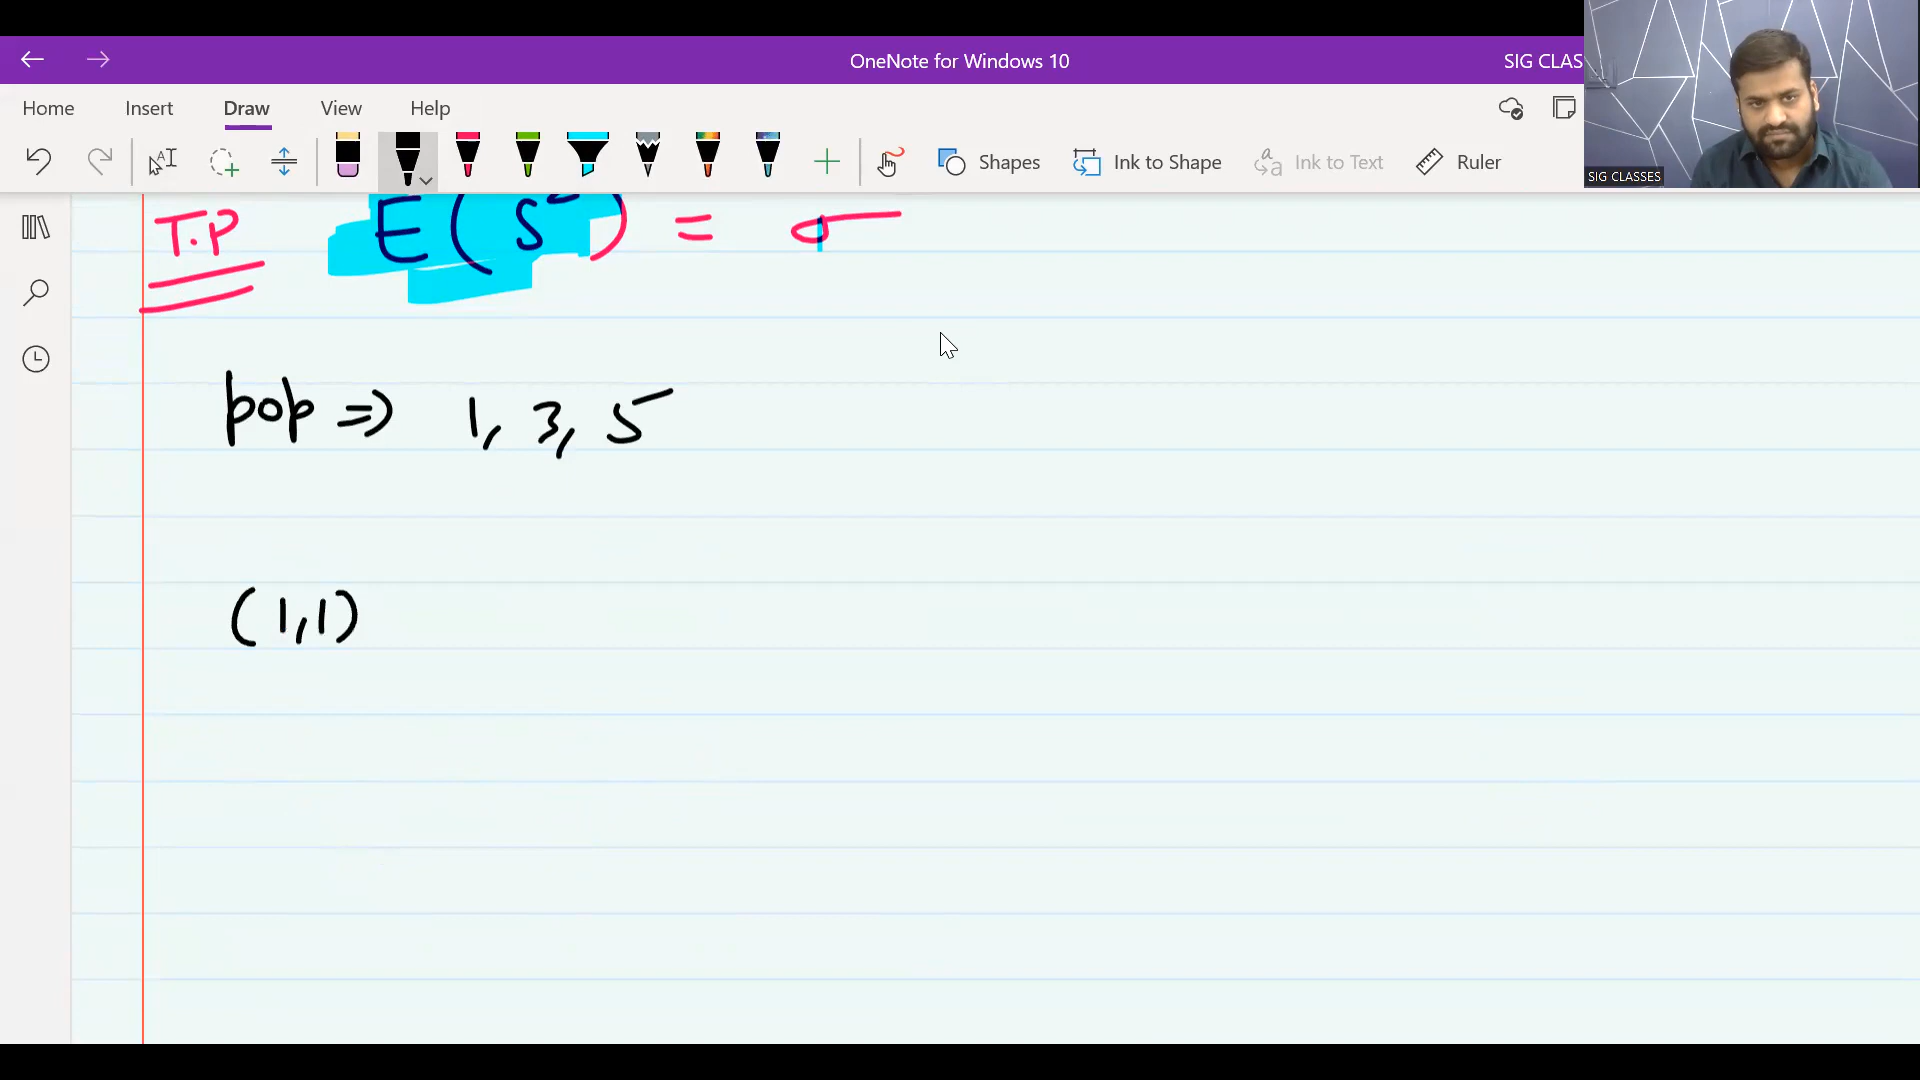 OneNote for Windows 10
SIG CLAS
Home Insert Draw View Help
Shapes Ink to Shape Ink to Text Ruler
SIG CLASSES
T.P E(S²) = σ
pop ⇒ 1, 3, 5
(1,1)